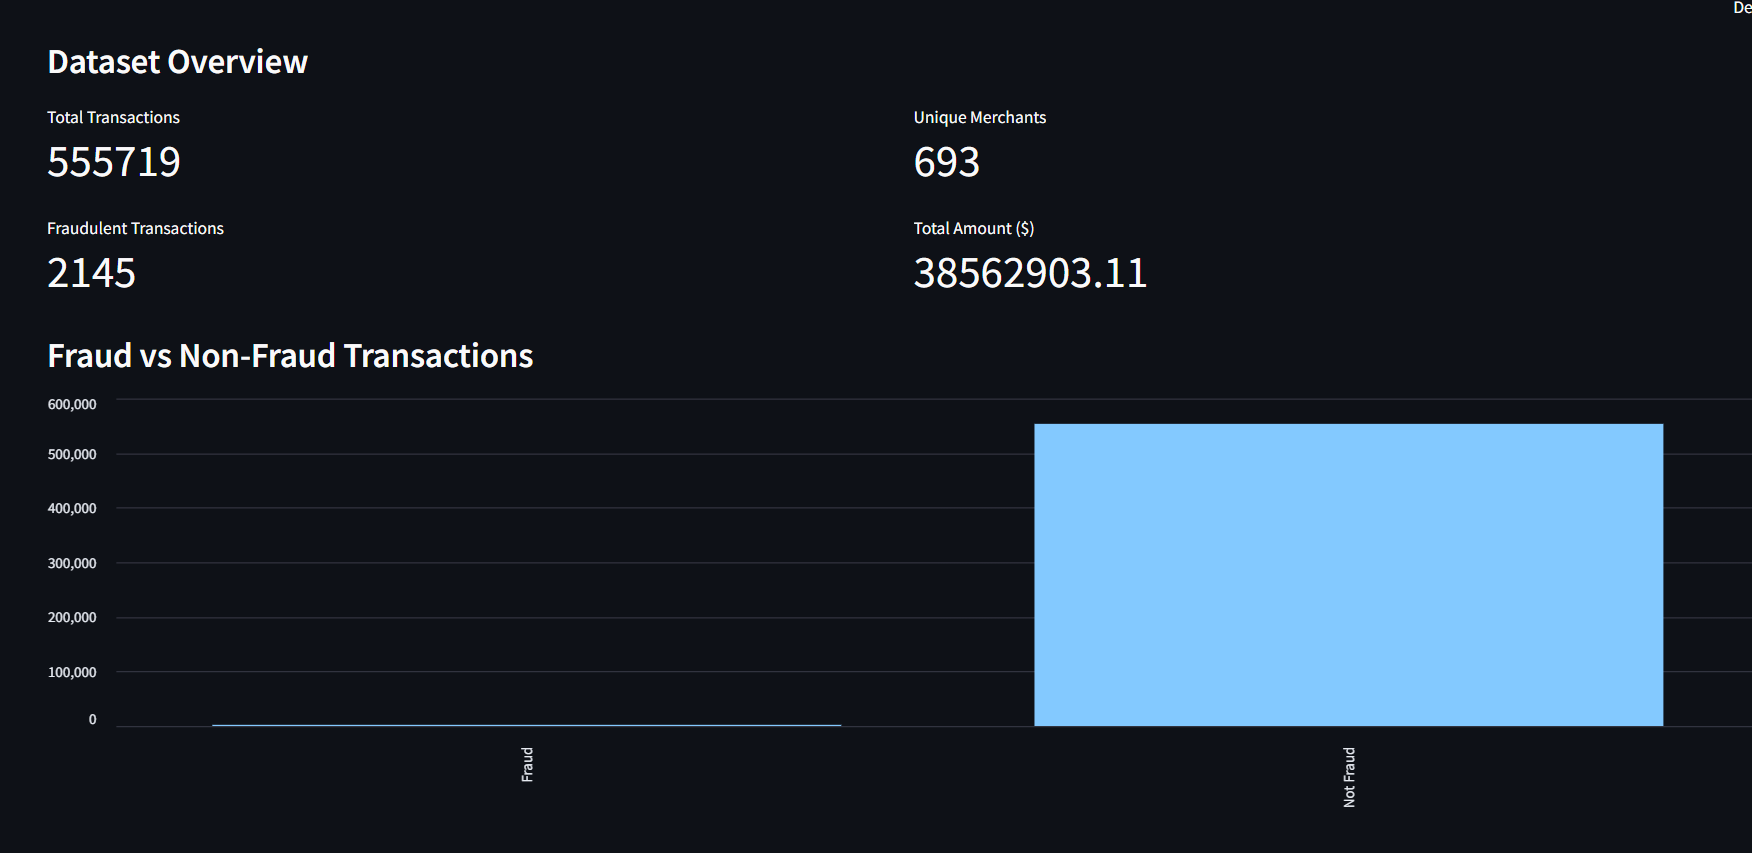 De
Dataset Overview
Total Transactions
555719
Unique Merchants
693
Fraudulent Transactions
2145
Total Amount ($)
38562903.11
Fraud vs Non-Fraud Transactions
600,000
500,000
400,000
300,000
200,000
100,000
0
Fraud
Not Fraud